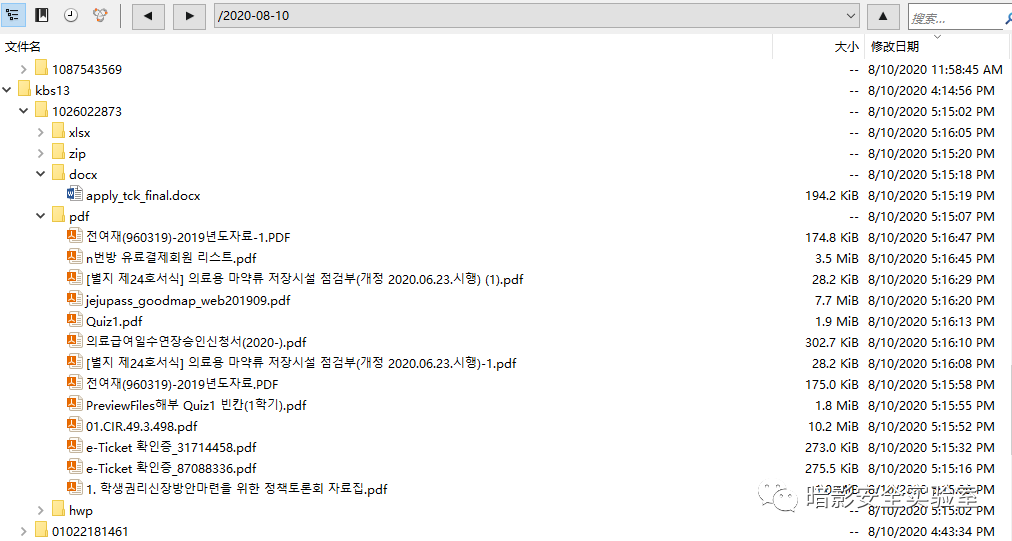 /2020-08-10 搜索...
文件名 大小 修改日期
1087543569 -- 8/10/2020 11:58:45 AM
kbs13 -- 8/10/2020 4:14:56 PM
1026022873 -- 8/10/2020 5:15:02 PM
xlsx -- 8/10/2020 5:16:05 PM
zip -- 8/10/2020 5:15:20 PM
docx -- 8/10/2020 5:15:18 PM
apply_tck_final.docx 194.2 KiB 8/10/2020 5:15:19 PM
pdf -- 8/10/2020 5:15:07 PM
전여재(960319)-2019년도자료-1.PDF 174.8 KiB 8/10/2020 5:16:47 PM
n번방 유료결제회원 리스트.pdf 3.5 MiB 8/10/2020 5:16:45 PM
[별지 제24호서식] 의료용 마약류 저장시설 점검부(개정 2020.06.23.시행) (1).pdf 28.2 KiB 8/10/2020 5:16:29 PM
jejupass_goodmap_web201909.pdf 7.7 MiB 8/10/2020 5:16:20 PM
Quiz1.pdf 1.9 MiB 8/10/2020 5:16:13 PM
의료급여일수연장승인신청서(2020-).pdf 302.7 KiB 8/10/2020 5:16:10 PM
[별지 제24호서식] 의료용 마약류 저장시설 점검부(개정 2020.06.23.시행)-1.pdf 28.2 KiB 8/10/2020 5:16:08 PM
전여재(960319)-2019년도자료.PDF 175.0 KiB 8/10/2020 5:15:58 PM
PreviewFiles해부 Quiz1 빈칸(1학기).pdf 1.8 MiB 8/10/2020 5:15:55 PM
01.CIR.49.3.498.pdf 10.2 MiB 8/10/2020 5:15:52 PM
e-Ticket 확인증_31714458.pdf 273.0 KiB 8/10/2020 5:15:32 PM
e-Ticket 확인증_87088336.pdf 275.5 KiB 8/10/2020 5:15:16 PM
1. 학생권리신장방안마련을 위한 정책토론회 자료집.pdf
暗影安全实验室
hwp -- 8/10/2020 5:15:02 PM
01022181461 -- 8/10/2020 4:43:34 PM